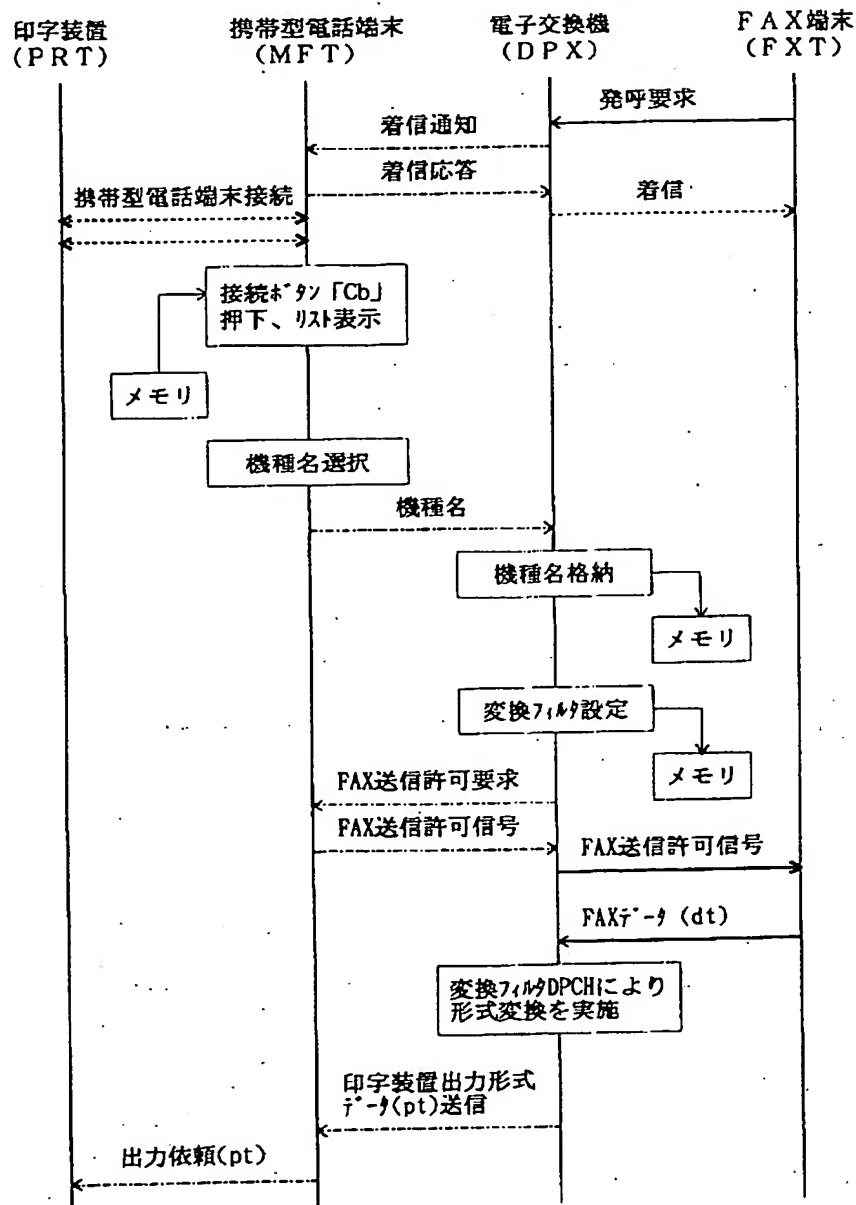 印字装置
(PRT)
携帯型電話端末
(MFT)
電子交換機
(DPX)
FAX端末
(FXT)
発呼要求
着信通知
着信応答
着信
携帯型電話端末接続
接続ﾎﾞﾀﾝ「Cb」
押下、ﾘｽﾄ表示
メモリ
機種名選択
機種名
機種名格納
メモリ
変換ﾌｨﾙﾀ設定
メモリ
FAX送信許可要求
FAX送信許可信号
FAX送信許可信号
FAXﾃﾞｰﾀ(dt)
変換ﾌｨﾙﾀDPCHにより
形式変換を実施
印字装置出力形式
ﾃﾞｰﾀ(pt)送信
出力依頼(pt)